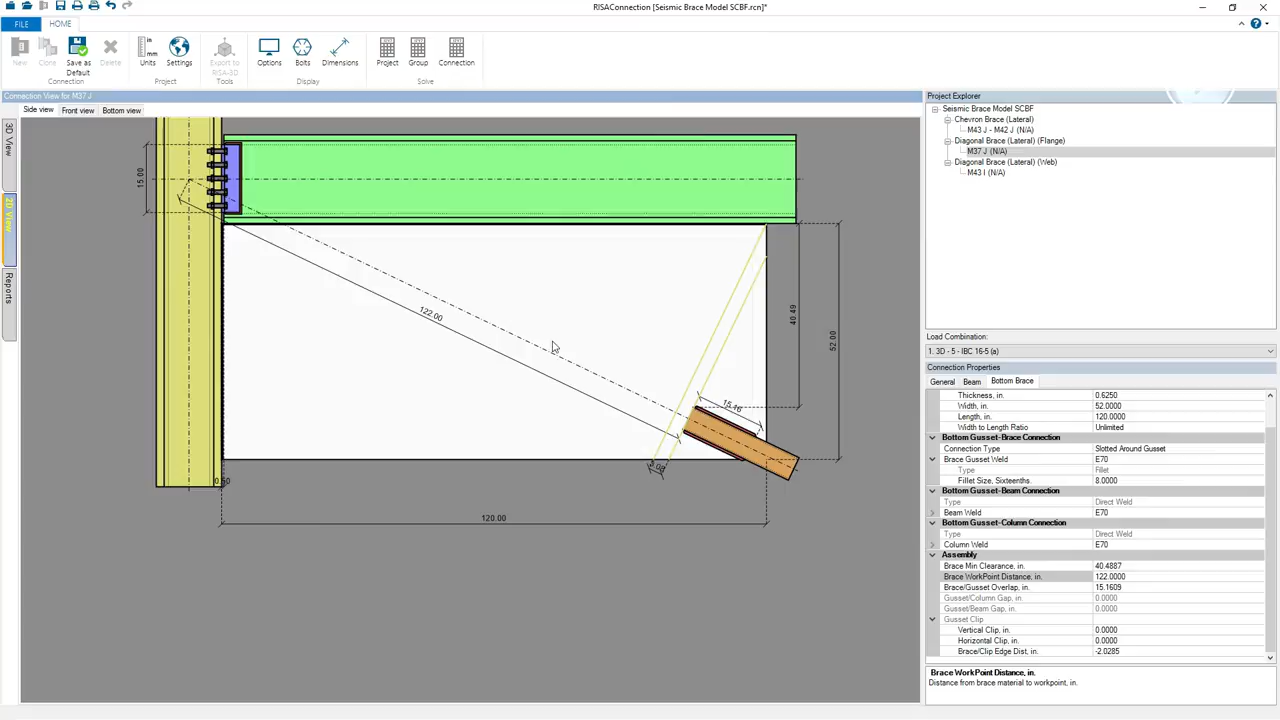 RISAConnection [Seismic Brace Model SCBF.rcn]*
FILE
HOME
New
Clone
Save as Default
Delete
Units
Settings
Export to RISA-3D
Options
Bolts
Dimensions
Project
Group
Connection
Connection
Project
Tools
Display
Solve
Connection View for M37 J
Side view
Front view
Bottom view
3D View
2D View
Reports
15.00
122.00
15.16
40.49
52.00
0.50
120.00
Project Explorer
Seismic Brace Model SCBF
Chevron Brace (Lateral)
M43 J - M42 J (N/A)
Diagonal Brace (Lateral) (Flange)
M37 J (N/A)
Diagonal Brace (Lateral) (Web)
M43 I (N/A)
Load Combination:
1. 3D - 5 - IBC 16-5 (a)
Connection Properties
General
Beam
Bottom Brace
Thickness, in. 0.6250
Width, in. 52.0000
Length, in. 120.0000
Width to Length Ratio Unlimited
Bottom Gusset-Brace Connection
Connection Type Slotted Around Gusset
Brace Gusset Weld E70
Type Fillet
Fillet Size, Sixteenths. 8.0000
Bottom Gusset-Beam Connection
Type Direct Weld
Beam Weld E70
Bottom Gusset-Column Connection
Type Direct Weld
Column Weld E70
Assembly
Brace Min Clearance, in. 40.4887
Brace WorkPoint Distance, in. 122.0000
Brace/Gusset Overlap, in. 15.1609
Gusset/Column Gap, in. 0.0000
Gusset/Beam Gap, in. 0.0000
Gusset Clip
Vertical Clip, in. 0.0000
Horizontal Clip, in. 0.0000
Brace/Clip Edge Dist, in. -2.0285
Brace WorkPoint Distance, in.
Distance from brace material to workpoint, in.